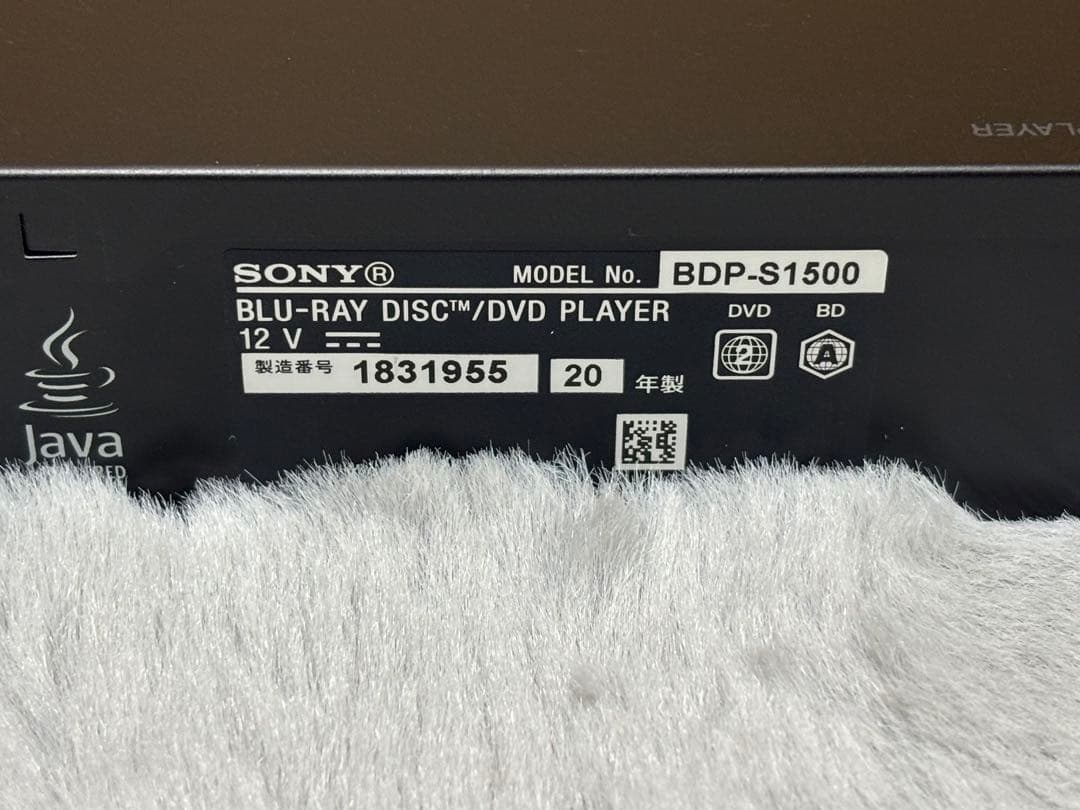 PLAYER
SONY® MODEL No. BDP-S1500
BLU-RAY DISC™/DVD PLAYER DVD BD
12 V ⎓ 2 A
製造番号 1831955 20 年製
Java